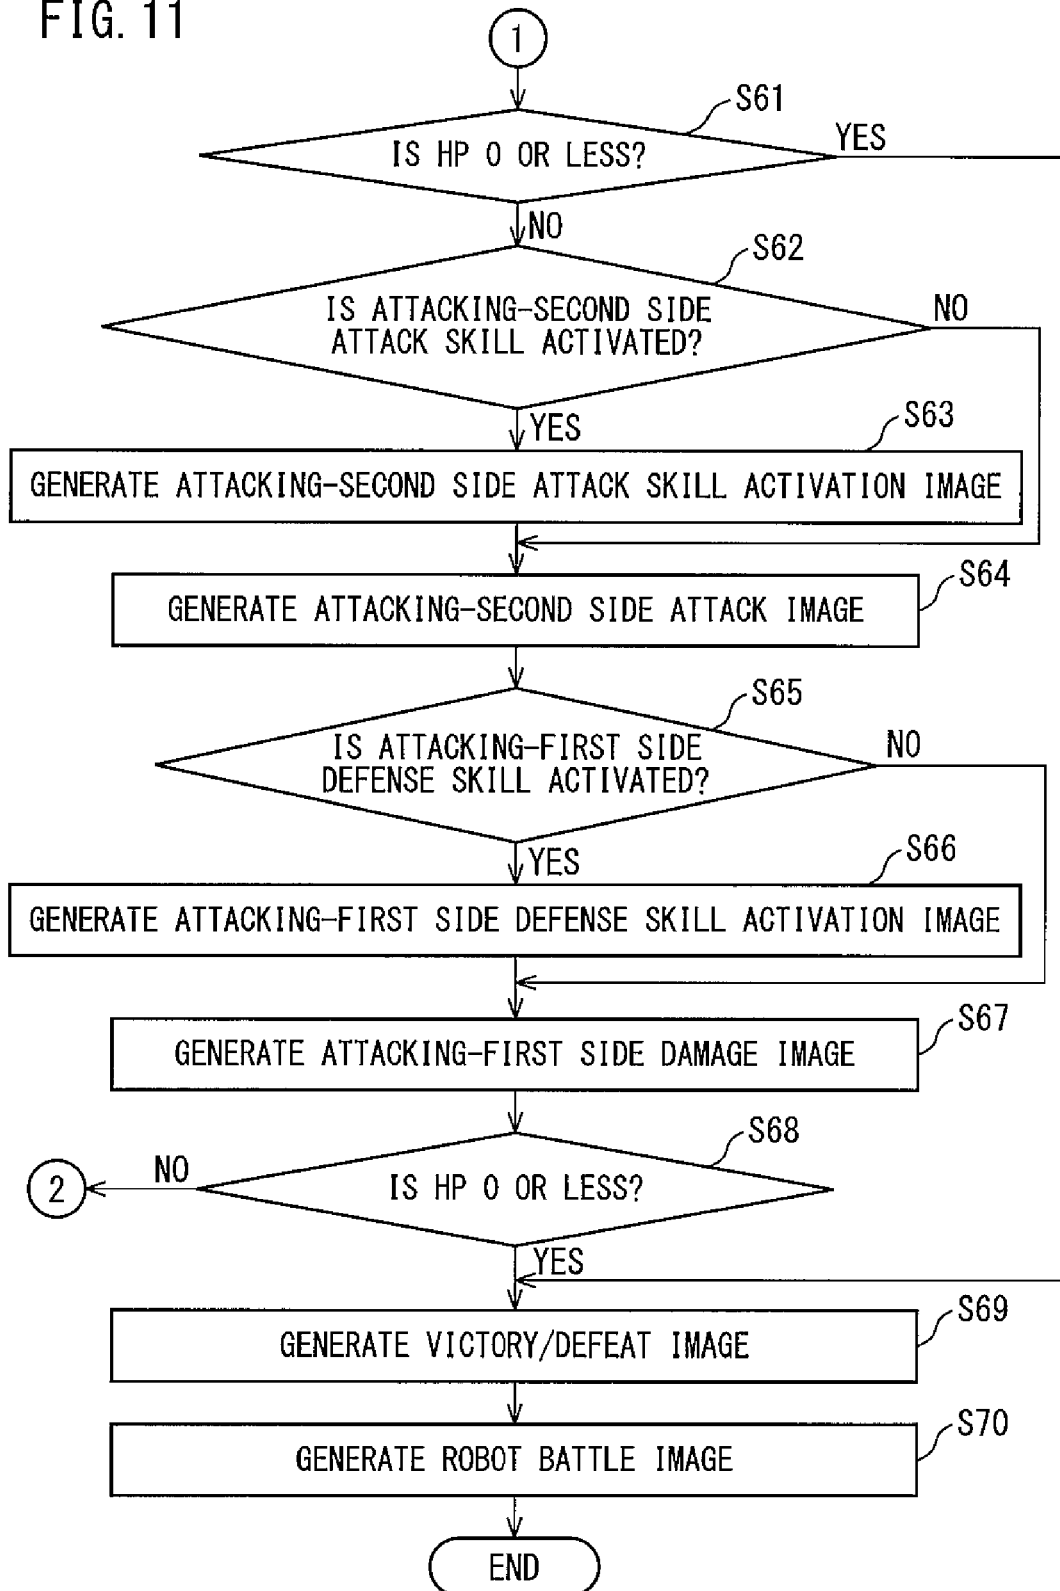 FIG. 11
1
S61
IS HP 0 OR LESS?
YES
NO
S62
IS ATTACKING-SECOND SIDE
ATTACK SKILL ACTIVATED?
NO
YES
S63
GENERATE ATTACKING-SECOND SIDE ATTACK SKILL ACTIVATION IMAGE
S64
GENERATE ATTACKING-SECOND SIDE ATTACK IMAGE
S65
IS ATTACKING-FIRST SIDE
DEFENSE SKILL ACTIVATED?
NO
YES
S66
GENERATE ATTACKING-FIRST SIDE DEFENSE SKILL ACTIVATION IMAGE
S67
GENERATE ATTACKING-FIRST SIDE DAMAGE IMAGE
S68
NO
2
IS HP 0 OR LESS?
YES
S69
GENERATE VICTORY/DEFEAT IMAGE
S70
GENERATE ROBOT BATTLE IMAGE
END